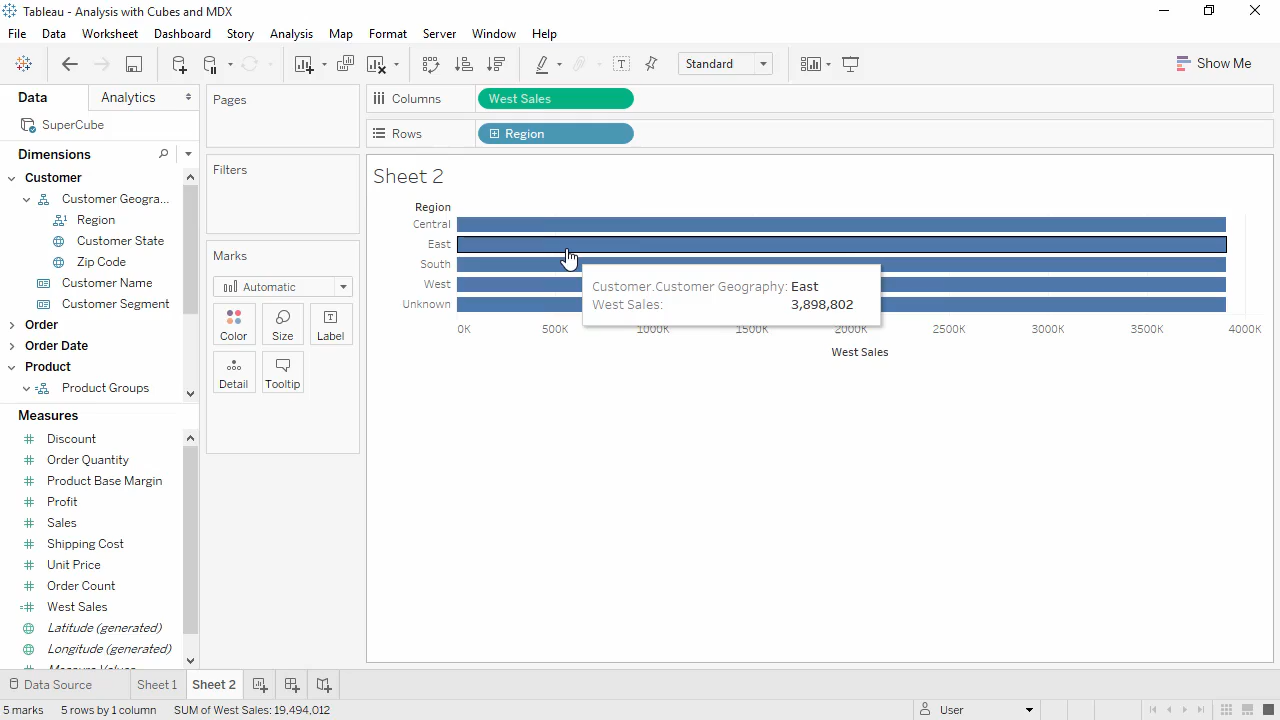 Tableau - Analysis with Cubes and MDX
File Data Worksheet Dashboard Story Analysis Map Format Server Window Help
Standard
Show Me
Data Analytics
SuperCube
Dimensions
Customer
Customer Geogra...
Region
Customer State
Zip Code
Customer Name
Customer Segment
Order
Order Date
Product
Product Groups
Measures
Discount
Order Quantity
Product Base Margin
Profit
Sales
Shipping Cost
Unit Price
Order Count
West Sales
Latitude (generated)
Longitude (generated)
Measure Values
Pages
Filters
Marks
Automatic
Color Size Label
Detail Tooltip
Columns West Sales
Rows Region
Sheet 2
Region
Central
East
South
West
Unknown
Customer.Customer Geography: East
West Sales: 3,898,802
0K 500K 1000K 1500K 2000K 2500K 3000K 3500K 4000K
West Sales
Data Source Sheet 1 Sheet 2
5 marks 5 rows by 1 column SUM of West Sales: 19,494,012 User